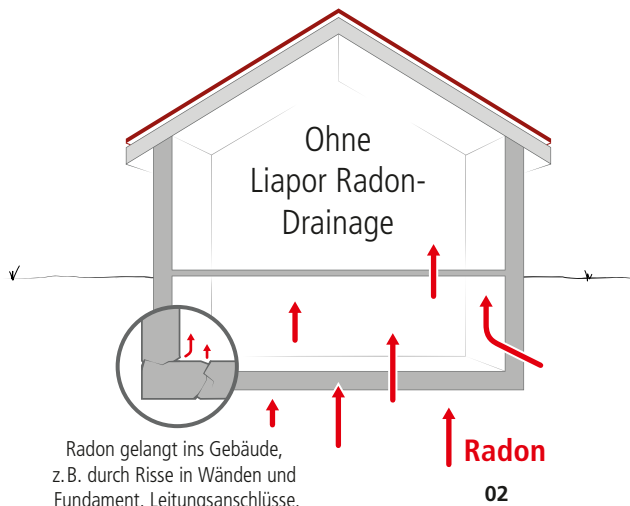 Ohne
Liapor Radon-
Drainage
Radon gelangt ins Gebäude,
z.B. durch Risse in Wänden und
Fundament, Leitungsanschlüsse.
Radon
02